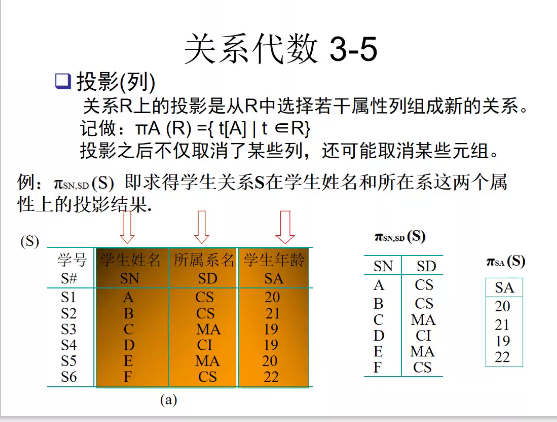 关系代数 3-5
投影(列)
关系R上的投影是从R中选择若干属性列组成新的关系。
记做：πA (R) ={ t[A] | t ∈R}
投影之后不仅取消了某些列，还可能取消某些元组。
例：πSN,SD (S) 即求得学生关系S在学生姓名和所在系这两个属
性上的投影结果.
(S)
学号 学生姓名 所属系名 学生年龄
S# SN SD SA
S1 A CS 20
S2 B CS 21
S3 C MA 19
S4 D CI 19
S5 E MA 20
S6 F CS 22
(a)
πSN,SD (S)
SN SD
A CS
B CS
C MA
D CI
E MA
F CS
πSA (S)
SA
20
21
19
22